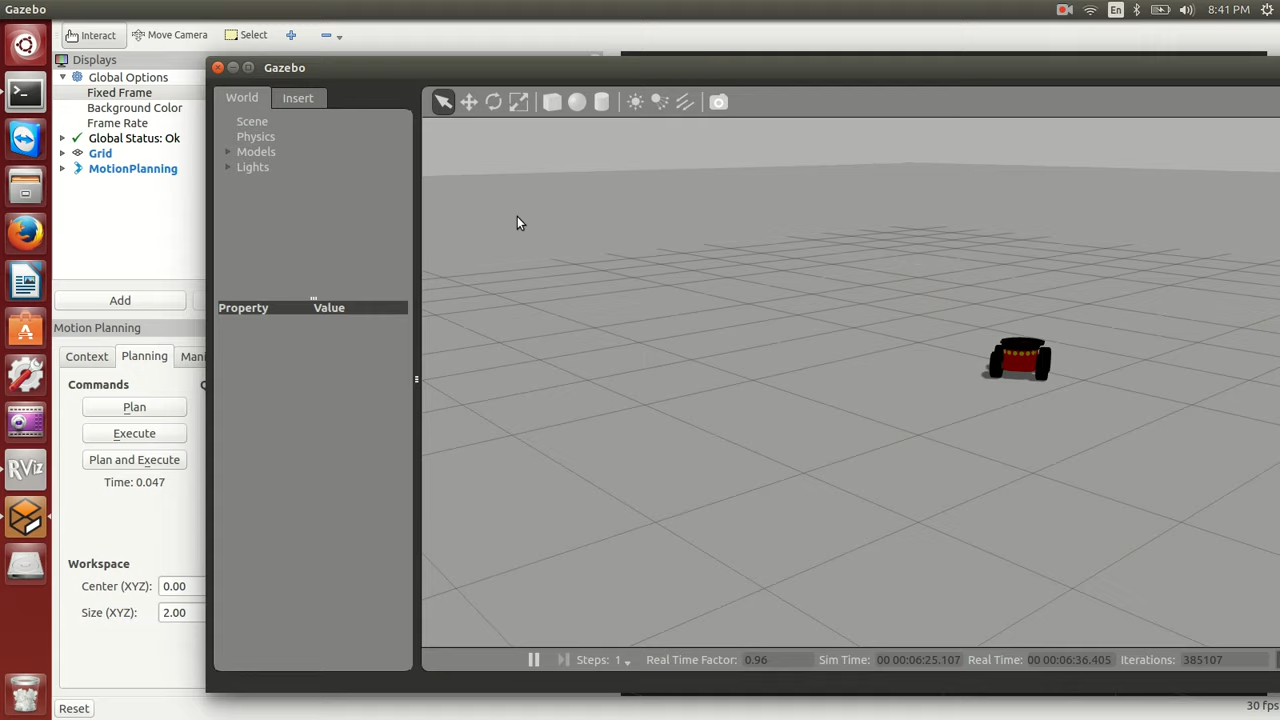 Gazebo
En
8:41 PM
Interact
Move Camera
Select
Displays
Global Options
Fixed Frame
Background Color
Frame Rate
Global Status: Ok
Grid
MotionPlanning
Add
Motion Planning
Context
Planning
Mani
Commands
Plan
Execute
Plan and Execute
Time: 0.047
Workspace
Center (XYZ):
0.00
Size (XYZ):
2.00
Reset
RViz
Gazebo
World
Insert
Scene
Physics
Models
Lights
Property
Value
Steps: 1
Real Time Factor:
0.96
Sim Time:
00 00:06:25.107
Real Time:
00 00:06:36.405
Iterations:
385107
30 fps